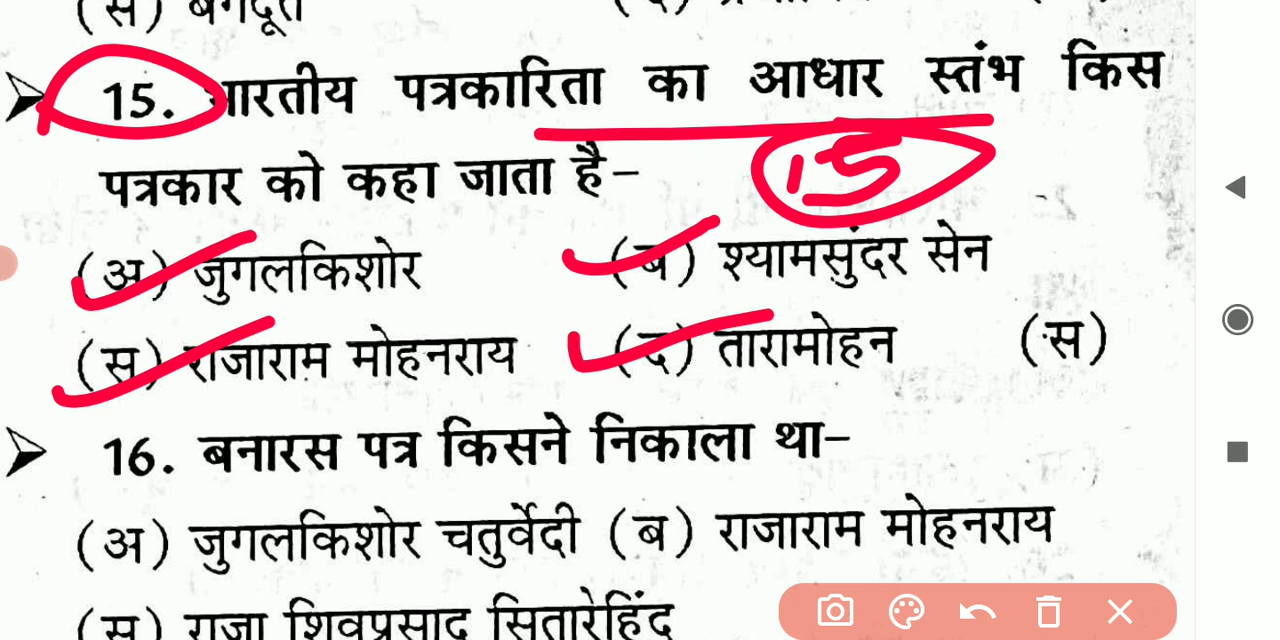 (स) बंगदूत
15. भारतीय पत्रकारिता का आधार स्तंभ किस
पत्रकार को कहा जाता है–
15
(अ) जुगलकिशोर (ब) श्यामसुंदर सेन
(स) राजाराम मोहनराय (द) तारामोहन (स)
16. बनारस पत्र किसने निकाला था–
(अ) जुगलकिशोर चतुर्वेदी (ब) राजाराम मोहनराय
(स) राजा शिवप्रसाद सितारेहिंद